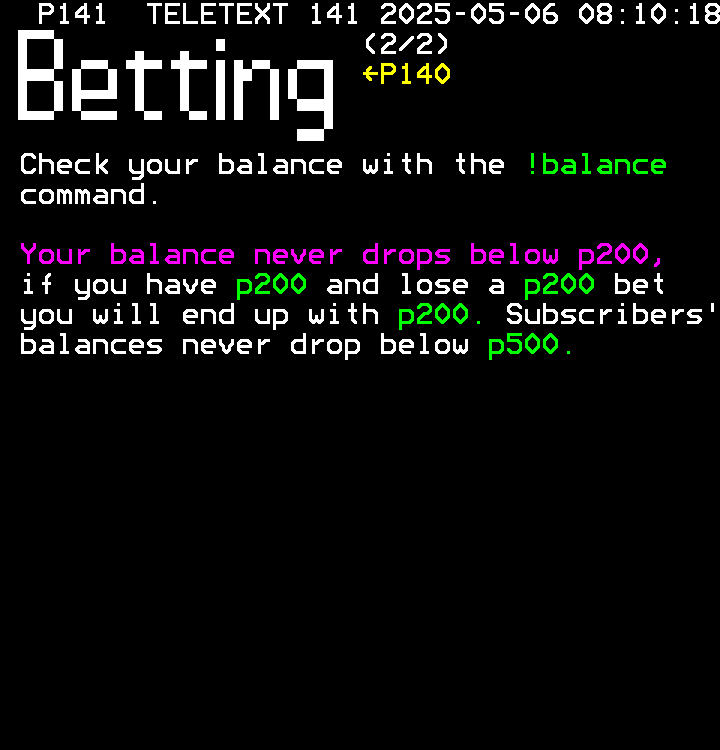 P141 TELETEXT 141 2025-05-06 08:10:18
Betting (2/2)
←P140
Check your balance with the !balance
command.
Your balance never drops below p200,
if you have p200 and lose a p200 bet
you will end up with p200. Subscribers'
balances never drop below p500.